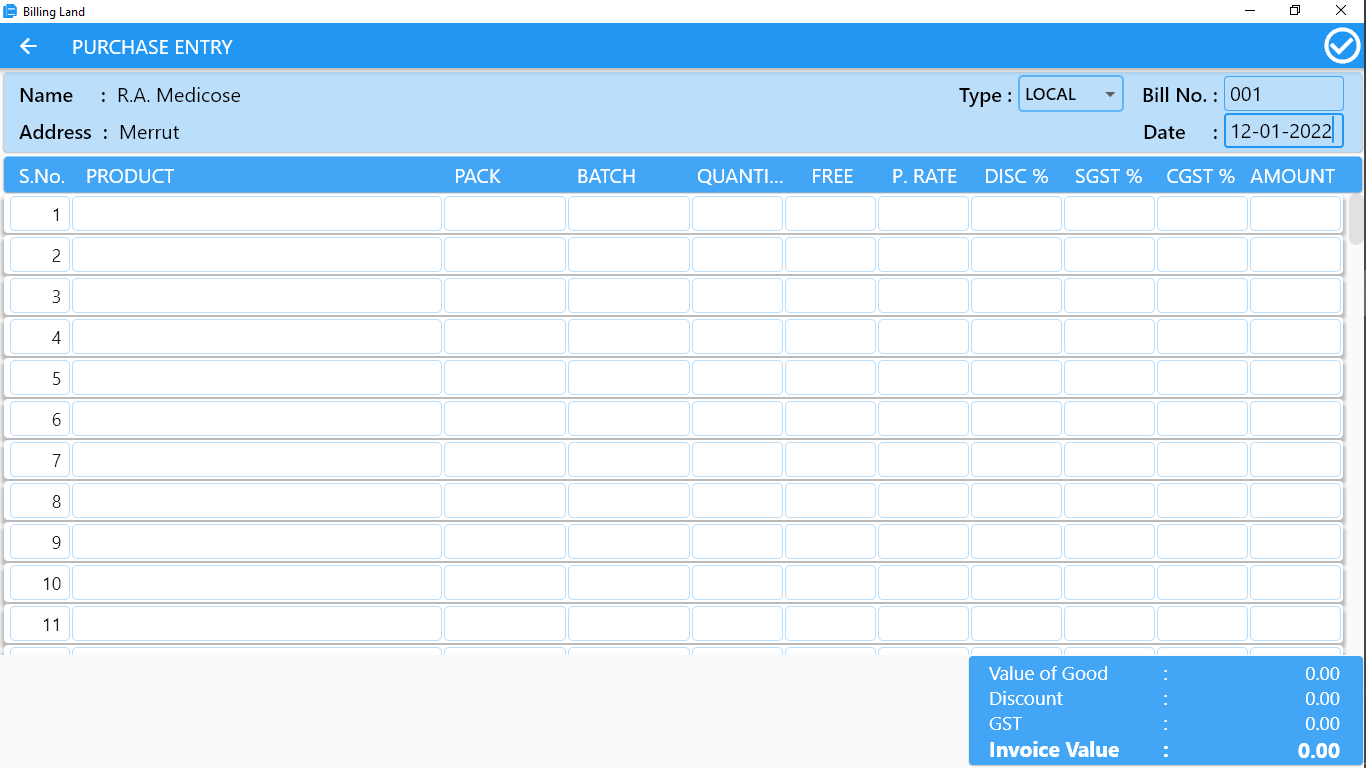 Billing Land
PURCHASE ENTRY
Name : R.A. Medicose Type : LOCAL Bill No. : 001
Address : Merrut Date : 12-01-2022
S.No. PRODUCT PACK BATCH QUANTI... FREE P. RATE DISC % SGST % CGST % AMOUNT
1
2
3
4
5
6
7
8
9
10
11
Value of Good : 0.00
Discount : 0.00
GST : 0.00
Invoice Value : 0.00